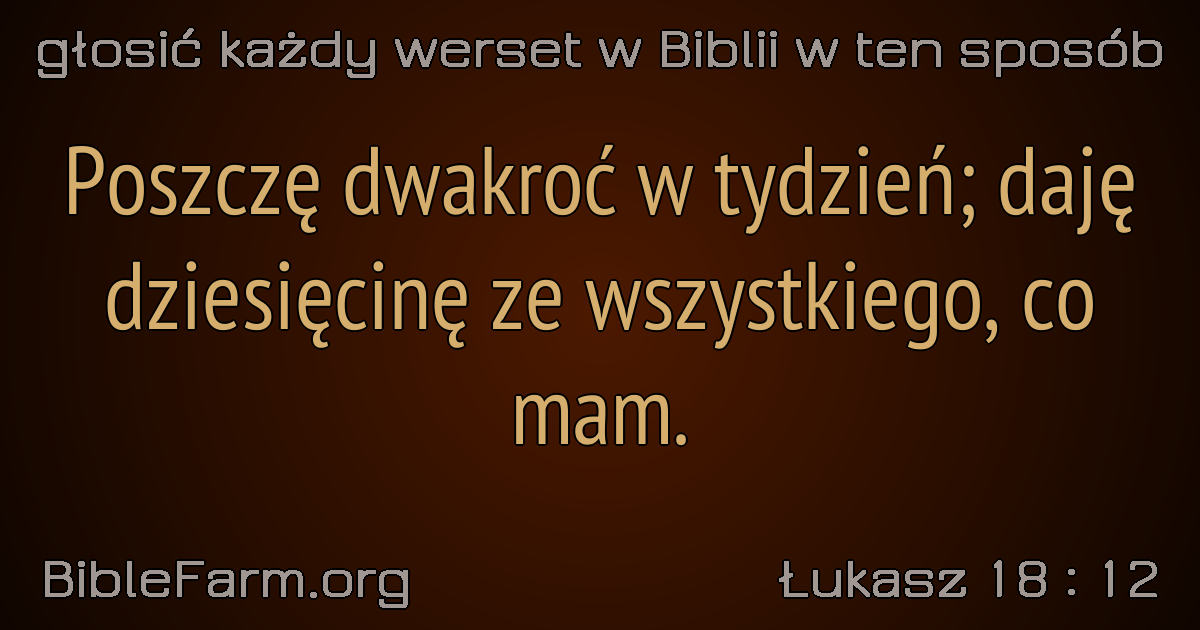 głosić każdy werset w Biblii w ten sposób
Poszczę dwakroć w tydzień; daję
dziesięcinę ze wszystkiego, co
mam.
BibleFarm.org
Łukasz 18 : 12